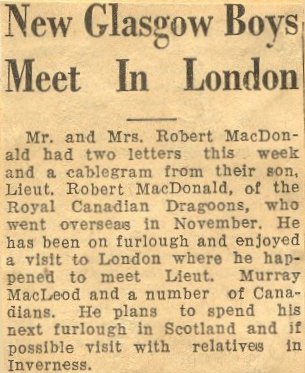 New Glasgow Boys
Meet In London
Mr. and Mrs. Robert MacDon-
ald had two letters this week
and a cablegram from their son,
Lieut. Robert MacDonald, of the
Royal Canadian Dragoons, who
went overseas in November. He
has been on furlough and enjoyed
a visit to London where he hap-
pened to meet Lieut. Murray
MacLeod and a number of Cana-
dians. He plans to spend his
next furlough in Scotland and if
possible visit with relatives in
Inverness.